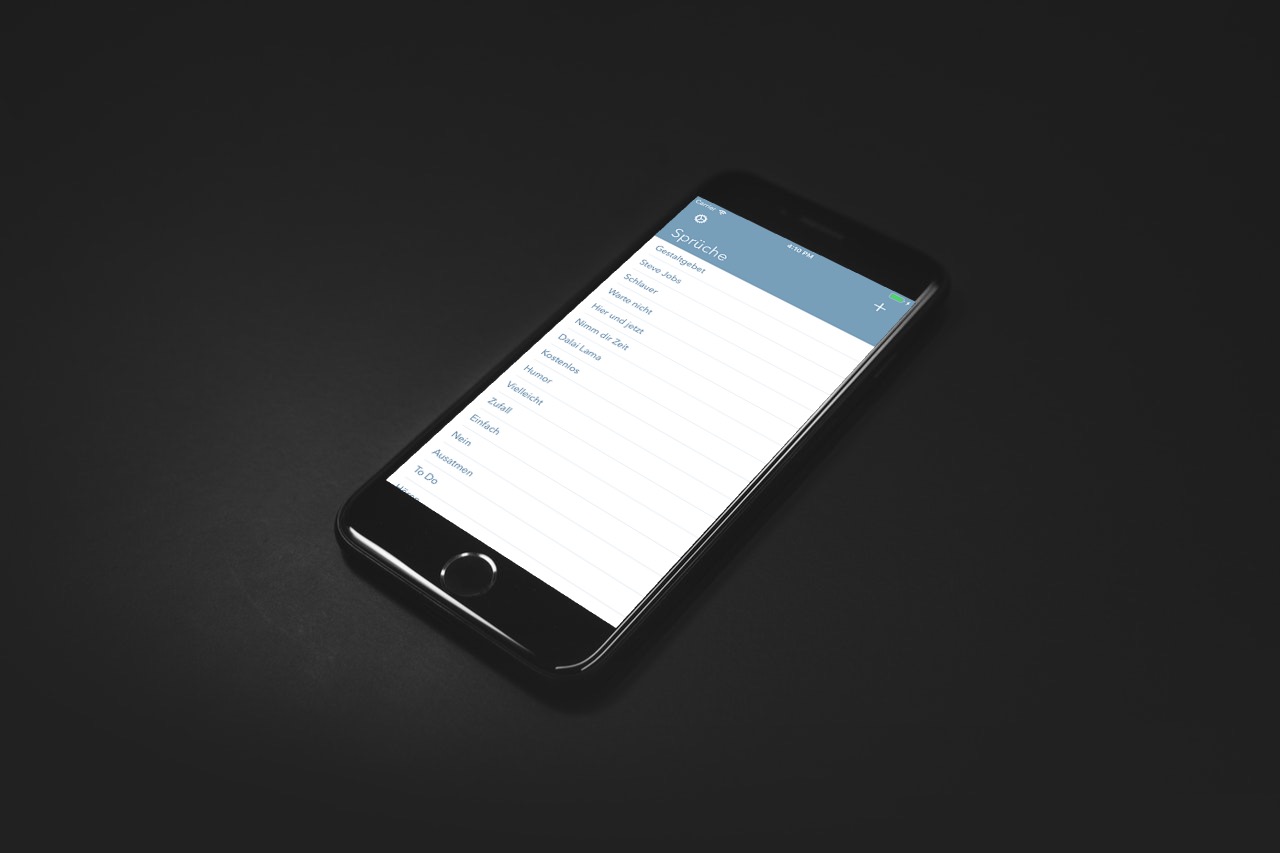 Carrier
4:10 PM
Sprüche
Gestaltgebet
Steve Jobs
Schlauer
Warte nicht
Hier und jetzt
Nimm dir Zeit
Dalai Lama
Kostenlos
Humor
Vielleicht
Zufall
Einfach
Nein
Ausatmen
To Do